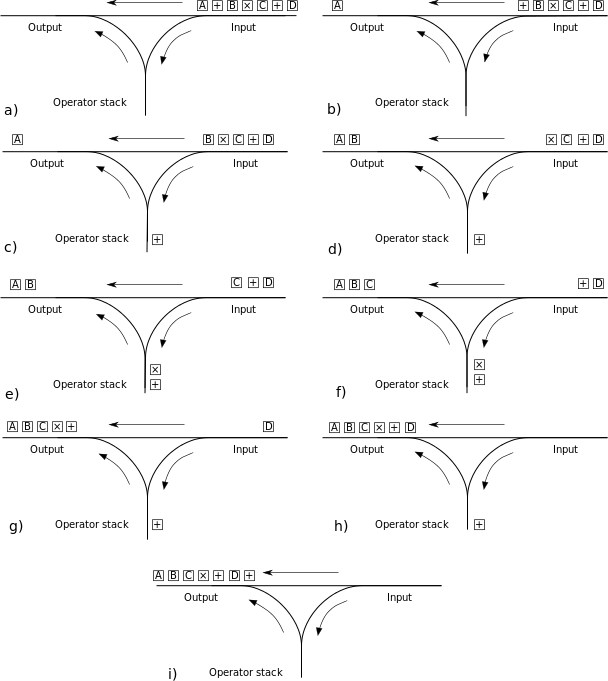 A + B × C + D
Output Input
Operator stack
a)
A + B × C + D
Output Input
Operator stack
b)
A B × C + D
Output Input
Operator stack +
c)
A B × C + D
Output Input
Operator stack +
d)
A B C + D
Output Input
×
Operator stack +
e)
A B C + D
Output Input
×
Operator stack +
f)
A B C × + D
Output Input
Operator stack +
g)
A B C × + D
Output Input
Operator stack +
h)
A B C × + D +
Output Input
Operator stack
i)